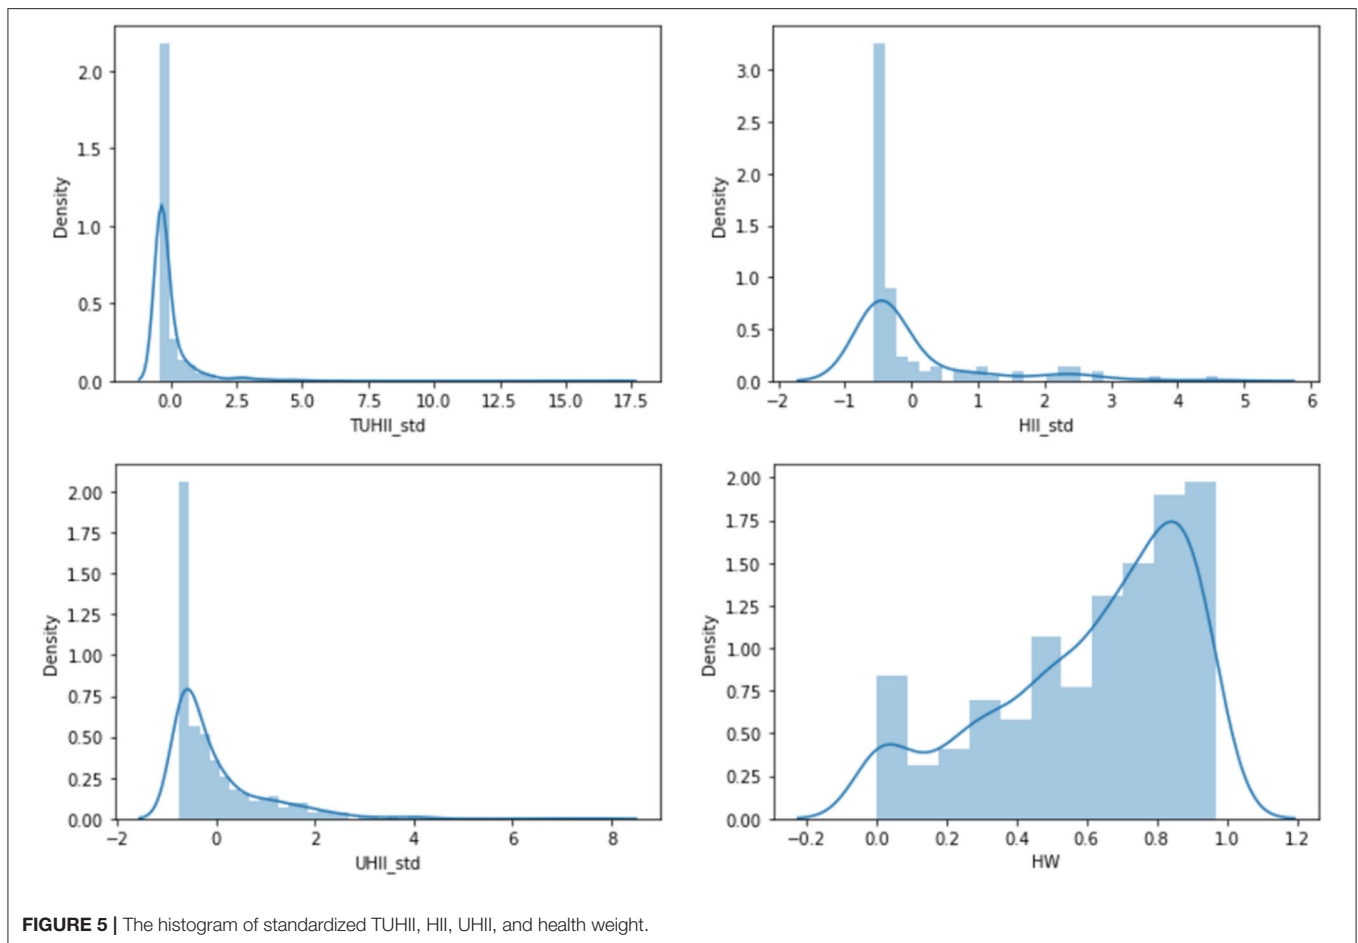 2.0
1.5
1.0
0.5
0.0
Density
0.0 2.5 5.0 7.5 10.0 12.5 15.0 17.5
TUHII_std
3.0
2.5
2.0
1.5
1.0
0.5
0.0
Density
−2 −1 0 1 2 3 4 5 6
HII_std
2.00
1.75
1.50
1.25
1.00
0.75
0.50
0.25
0.00
Density
−2 0 2 4 6 8
UHII_std
2.00
1.75
1.50
1.25
1.00
0.75
0.50
0.25
0.00
Density
−0.2 0.0 0.2 0.4 0.6 0.8 1.0 1.2
HW
FIGURE 5 | The histogram of standardized TUHII, HII, UHII, and health weight.